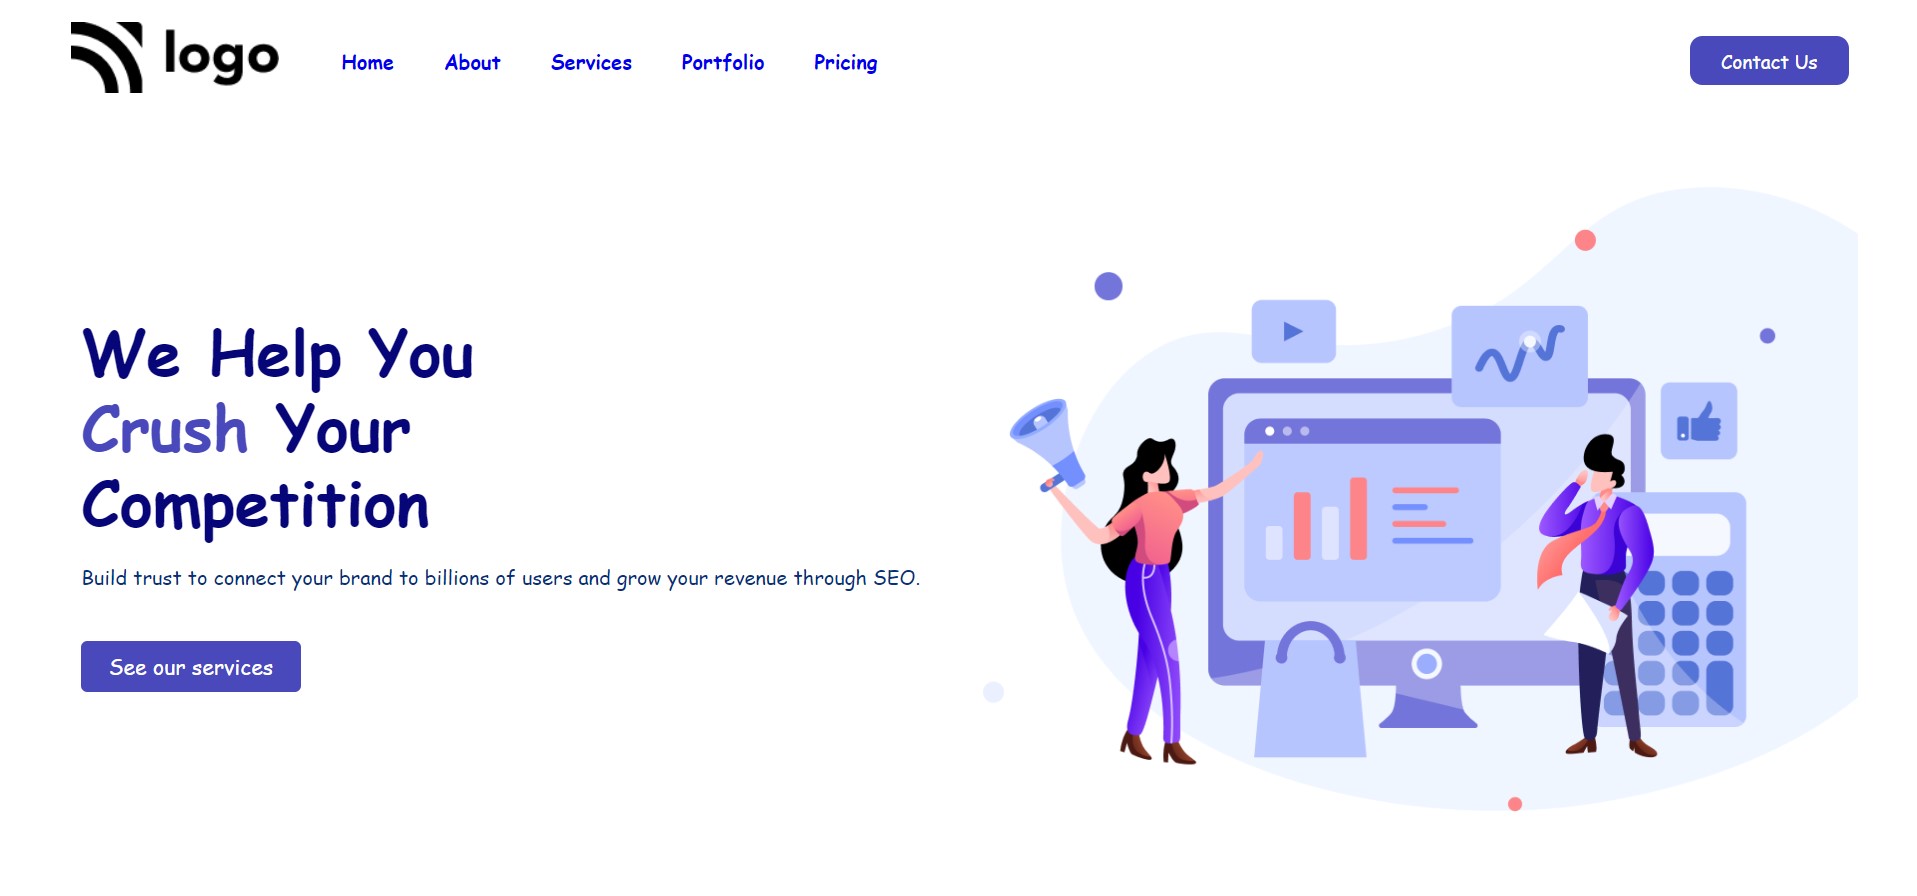 logo
Home About Services Portfolio Pricing
Contact Us
We Help You
Crush Your
Competition
Build trust to connect your brand to billions of users and grow your revenue through SEO.
See our services